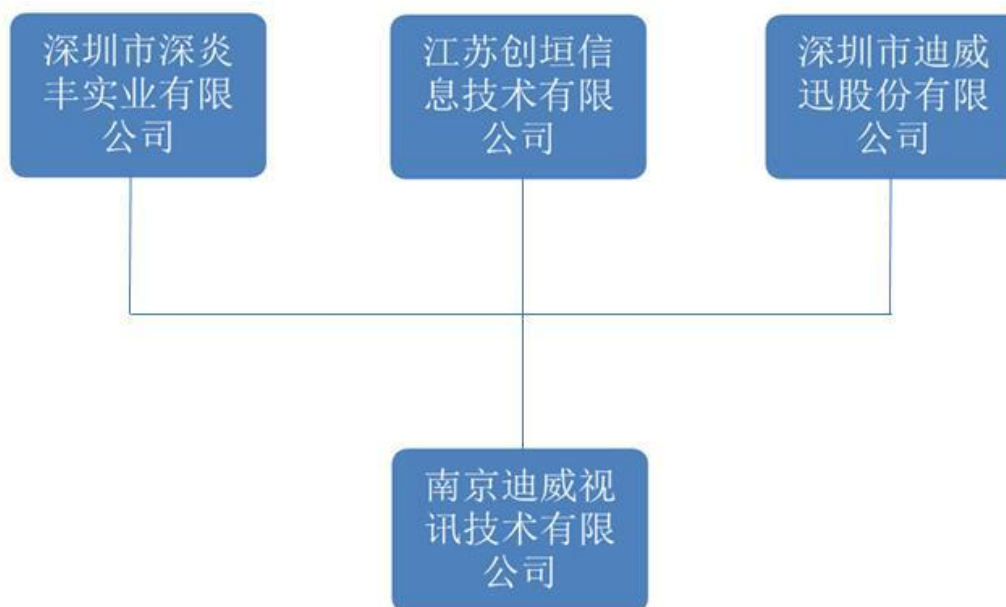 深圳市深炎
丰实业有限
公司
江苏创垣信
息技术有限
公司
深圳市迪威
迅股份有限
公司
南京迪威视
讯技术有限
公司